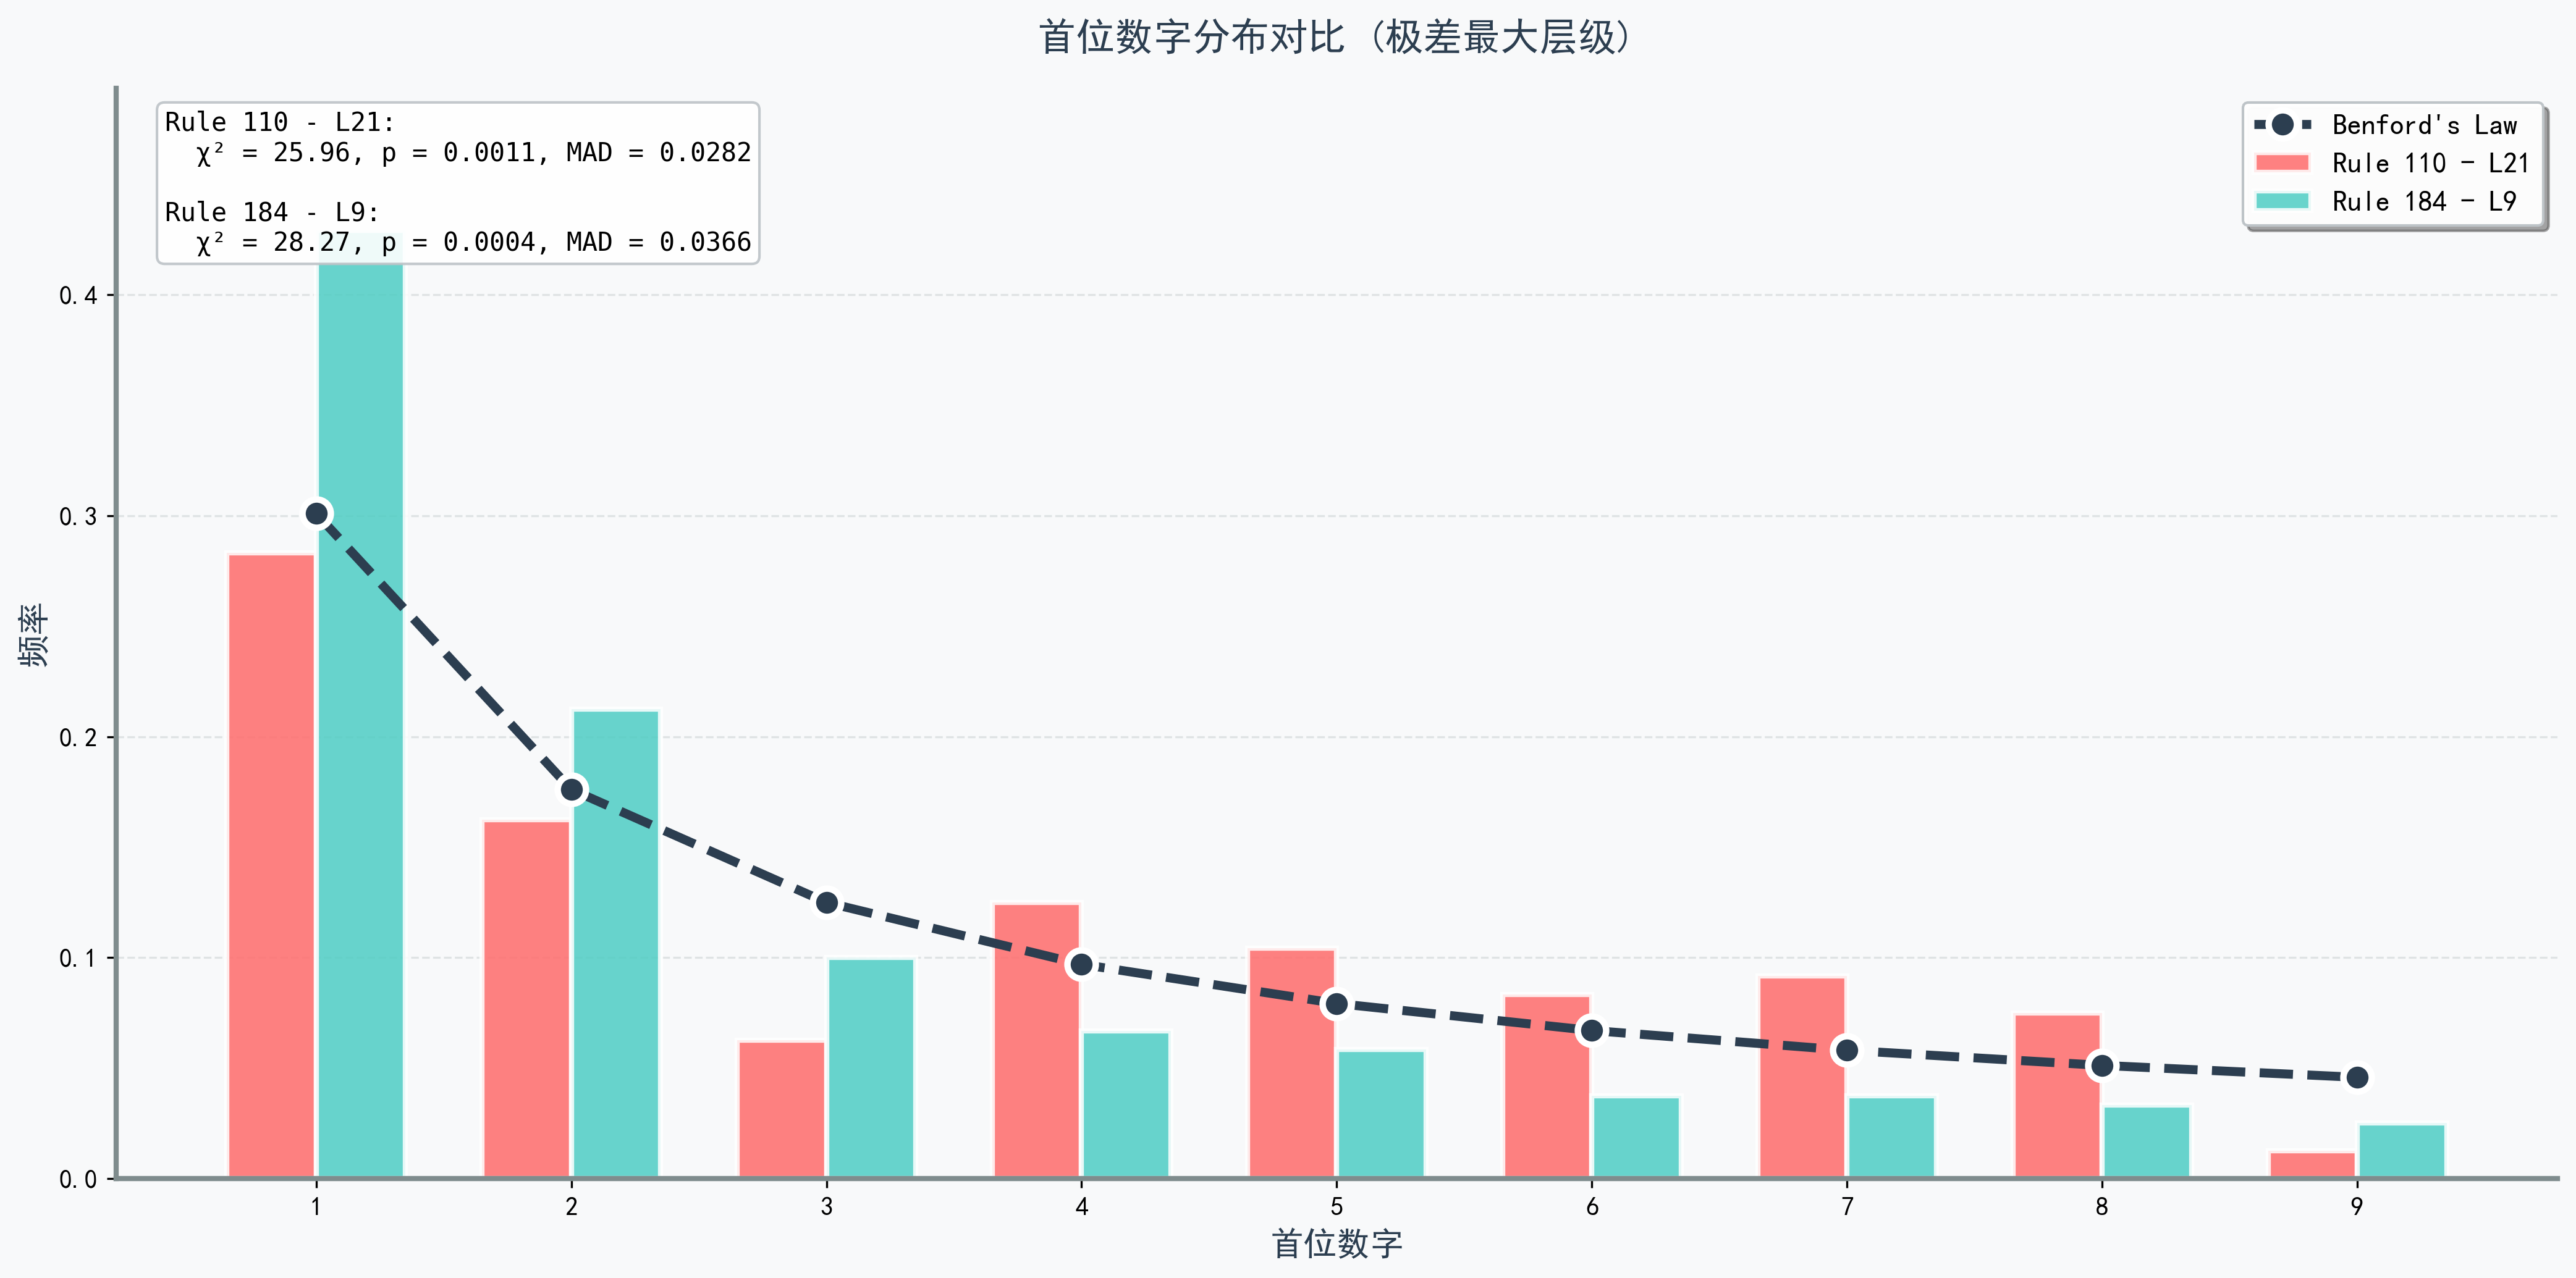 首位数字分布对比 (极差最大层级)
Rule 110 - L21:
χ² = 25.96, p = 0.0011, MAD = 0.0282
Rule 184 - L9:
χ² = 28.27, p = 0.0004, MAD = 0.0366
Benford's Law
Rule 110 - L21
Rule 184 - L9
频率
0.4
0.3
0.2
0.1
0.0
1 2 3 4 5 6 7 8 9
首位数字